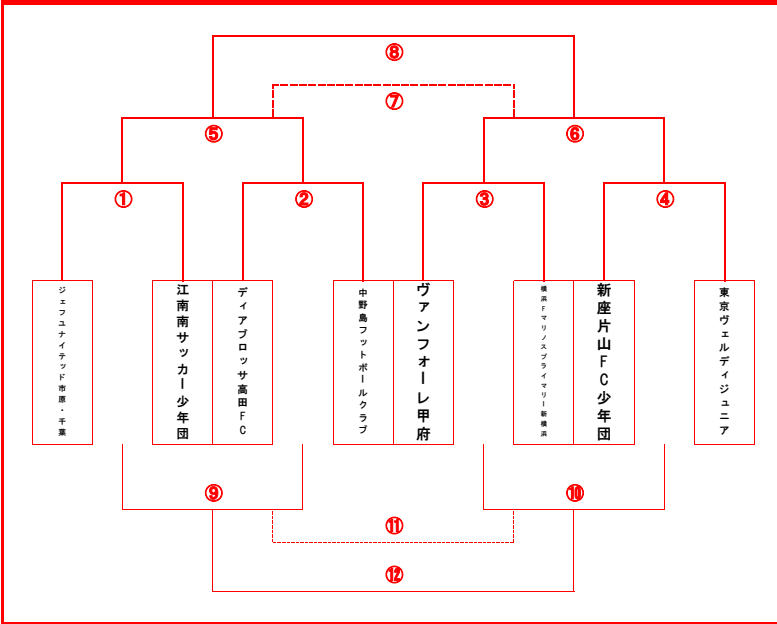 ⑧
⑦
⑤
⑥
①
②
③
④
ジェフユナイテッド市原・千葉
江南南サッカー少年団
ディアブロッサ高田FC
中野島フットボールクラブ
ヴァンフォーレ甲府
横浜Fマリノスプライマリー新横浜
新座片山FC少年団
東京ヴェルディジュニア
⑨
⑩
⑪
⑫